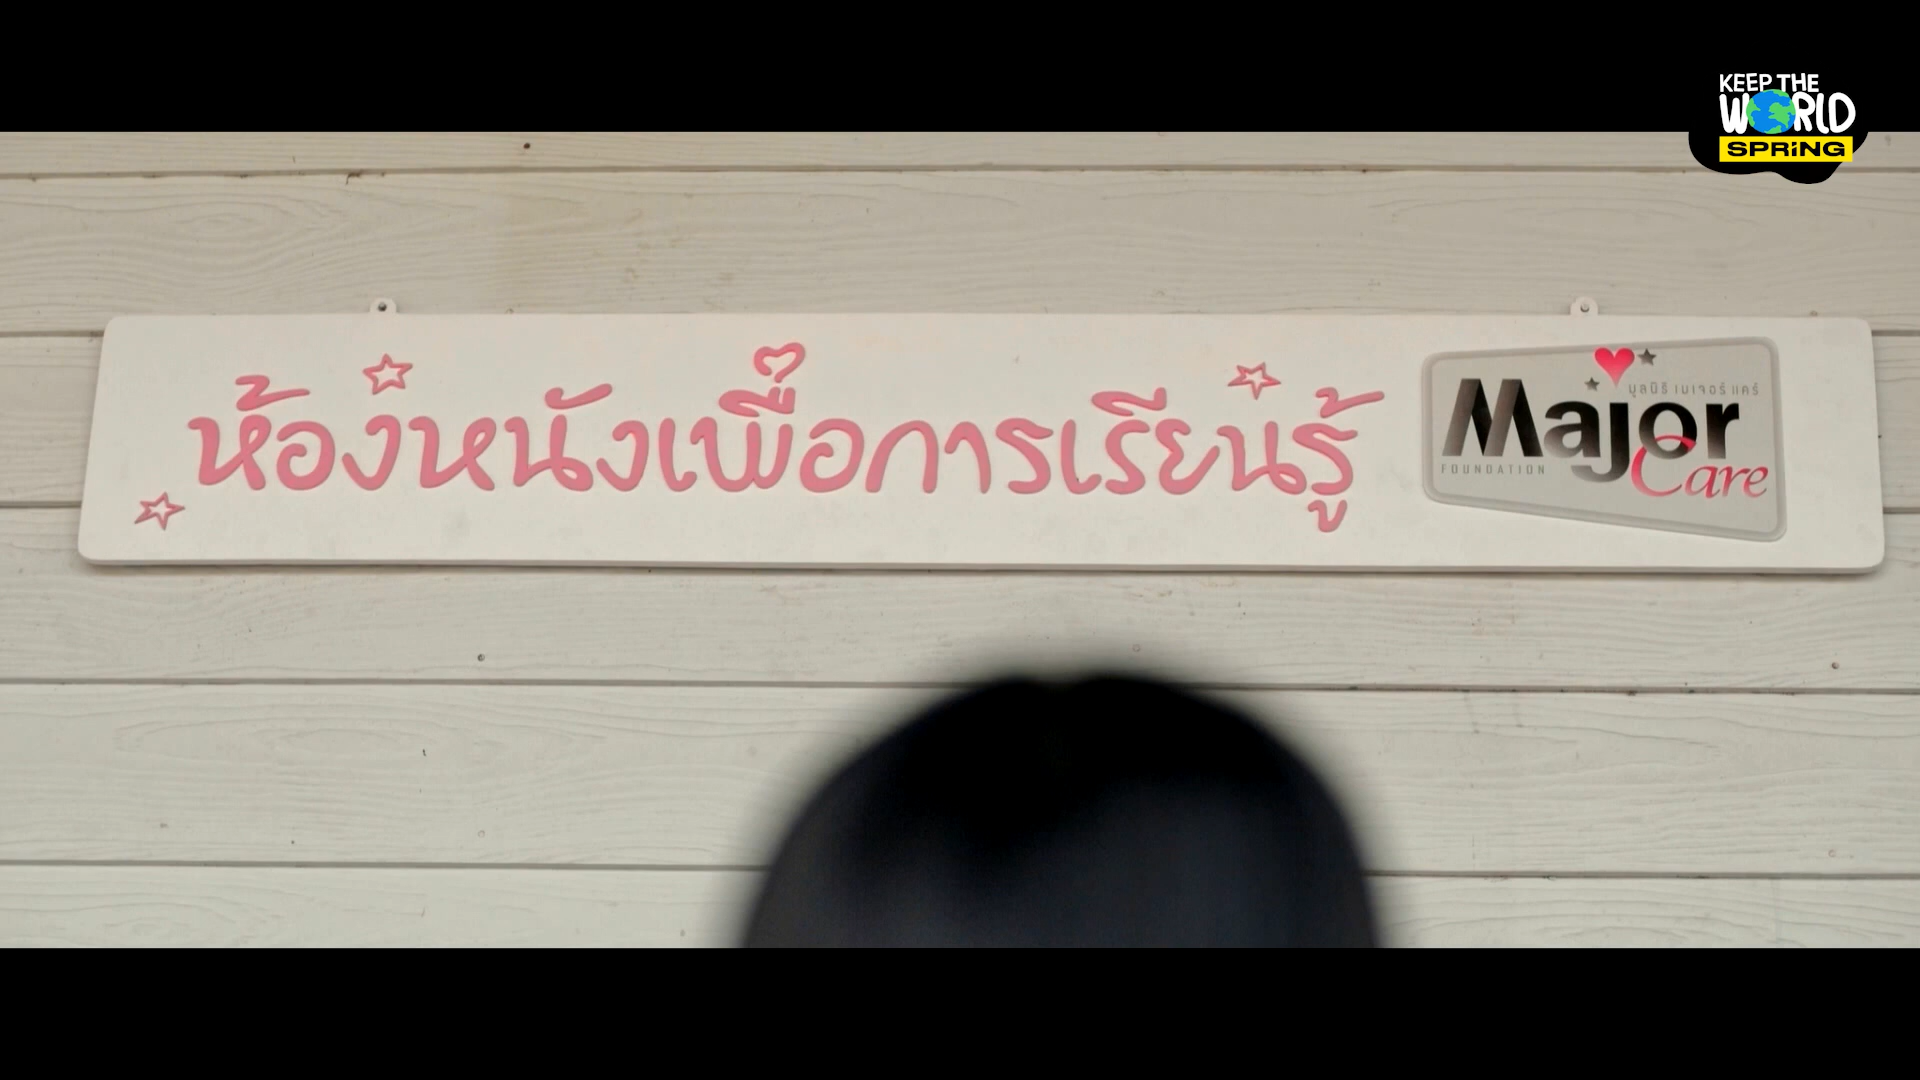 KEEP THE
WORLD
SPRiNG
ห้องหนังเพื่อการเรียนรู้
มูลนิธิ เมเจอร์ แคร์
Major
FOUNDATION
Care